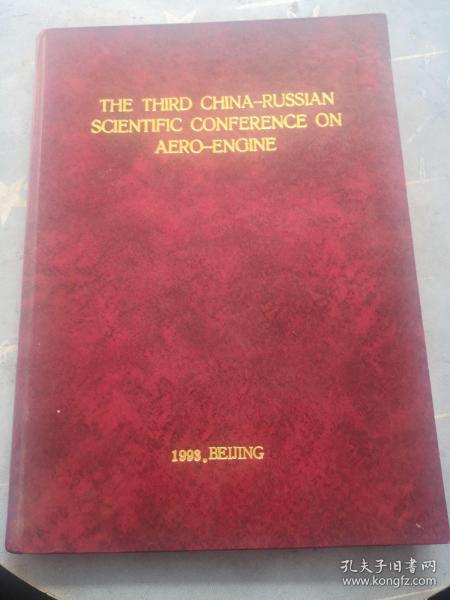 THE THIRD CHINA-RUSSIAN
SCIENTIFIC CONFERENCE ON
AERO-ENGINE
1993.BEIJING
孔夫子旧书网
www.kongfz.com